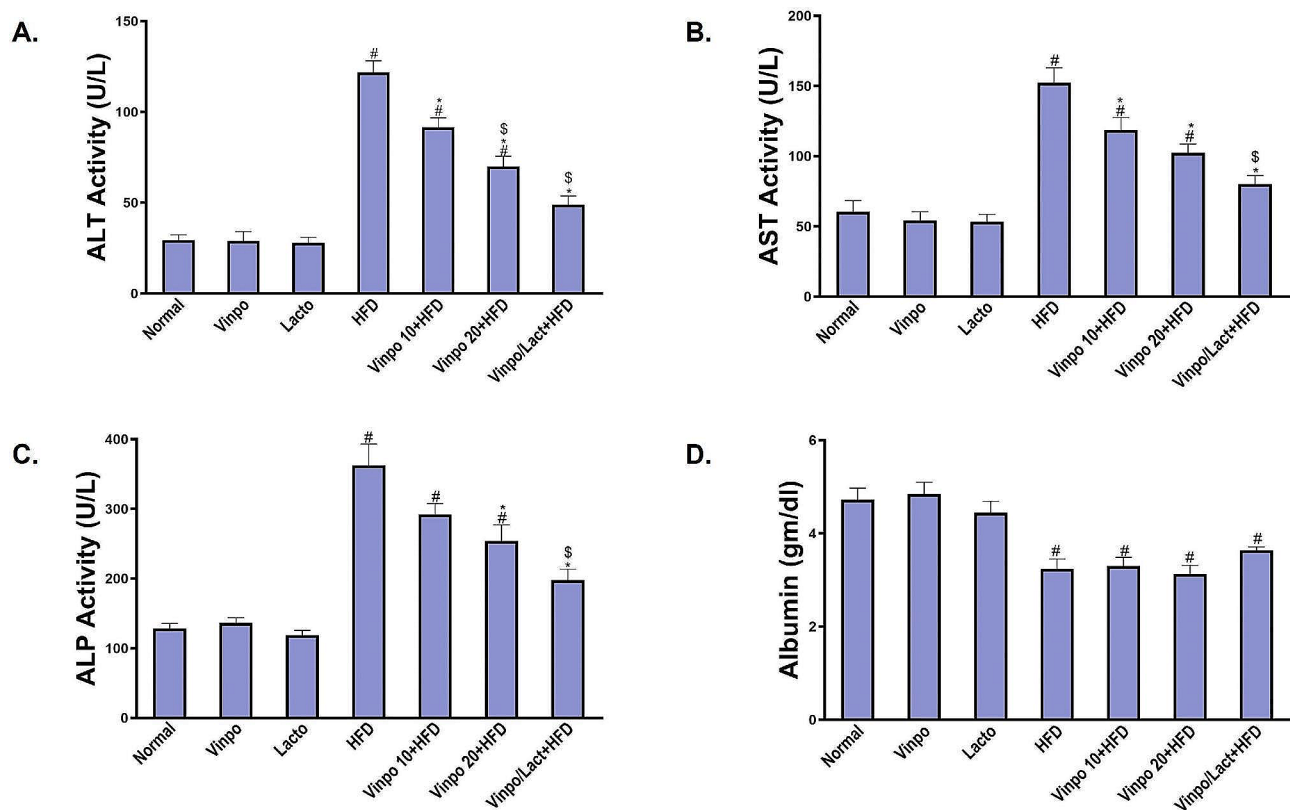 A.
ALT Activity (U/L)
150
100
50
0
#
*
#
$
*
#
$
*
Normal
Vinpo
Lacto
HFD
Vinpo 10+HFD
Vinpo 20+HFD
Vinpo/Lact+HFD
B.
AST Activity (U/L)
200
150
100
50
0
#
*
#
*
#
$
*
Normal
Vinpo
Lacto
HFD
Vinpo 10+HFD
Vinpo 20+HFD
Vinpo/Lact+HFD
C.
ALP Activity (U/L)
400
300
200
100
0
#
#
*
#
$
*
Normal
Vinpo
Lacto
HFD
Vinpo 10+HFD
Vinpo 20+HFD
Vinpo/Lact+HFD
D.
Albumin (gm/dl)
6
4
2
0
#
#
#
#
Normal
Vinpo
Lacto
HFD
Vinpo 10+HFD
Vinpo 20+HFD
Vinpo/Lact+HFD